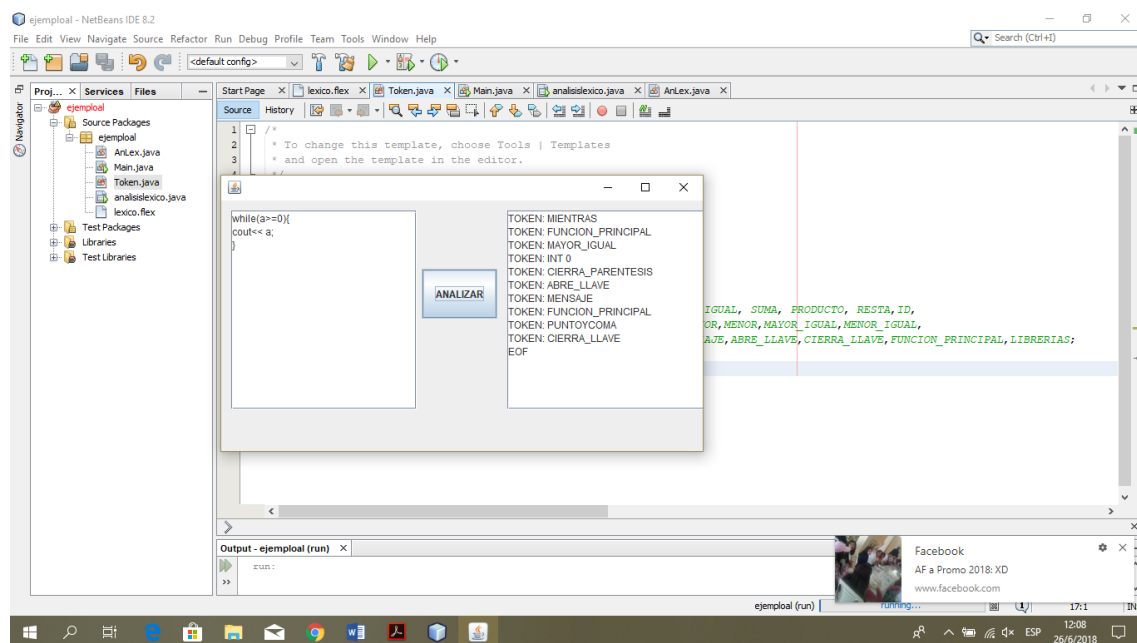 ejemploal - NetBeans IDE 8.2
File Edit View Navigate Source Refactor Run Debug Profile Team Tools Window Help
Search (Ctrl+I)
<default config>
Proj... Services Files
Start Page lexico.flex Token.java Main.java analisislexico.java AnLex.java
Navigator
ejemploal
Source Packages
ejemploal
AnLex.java
Main.java
Token.java
analisislexico.java
lexico.flex
Test Packages
Libraries
Test Libraries
Source History
1 /*
2 * To change this template, choose Tools | Templates
3 * and open the template in the editor.
while(a>=0){
cout<< a;
}
ANALIZAR
TOKEN: MIENTRAS
TOKEN: FUNCION_PRINCIPAL
TOKEN: MAYOR_IGUAL
TOKEN: INT 0
TOKEN: CIERRA_PARENTESIS
TOKEN: ABRE_LLAVE
TOKEN: MENSAJE
TOKEN: FUNCION_PRINCIPAL
TOKEN: PUNTOYCOMA
TOKEN: CIERRA_LLAVE
EOF
IGUAL, SUMA, PRODUCTO, RESTA,ID,
OR,MENOR,MAYOR_IGUAL,MENOR_IGUAL,
AJE,ABRE_LLAVE,CIERRA_LLAVE,FUNCION_PRINCIPAL,LIBRERIAS;
Output - ejemploal (run)
run:
Facebook
AF a Promo 2018: XD
www.facebook.com
ejemploal (run) running... 17:1
ESP
12:08
26/6/2018